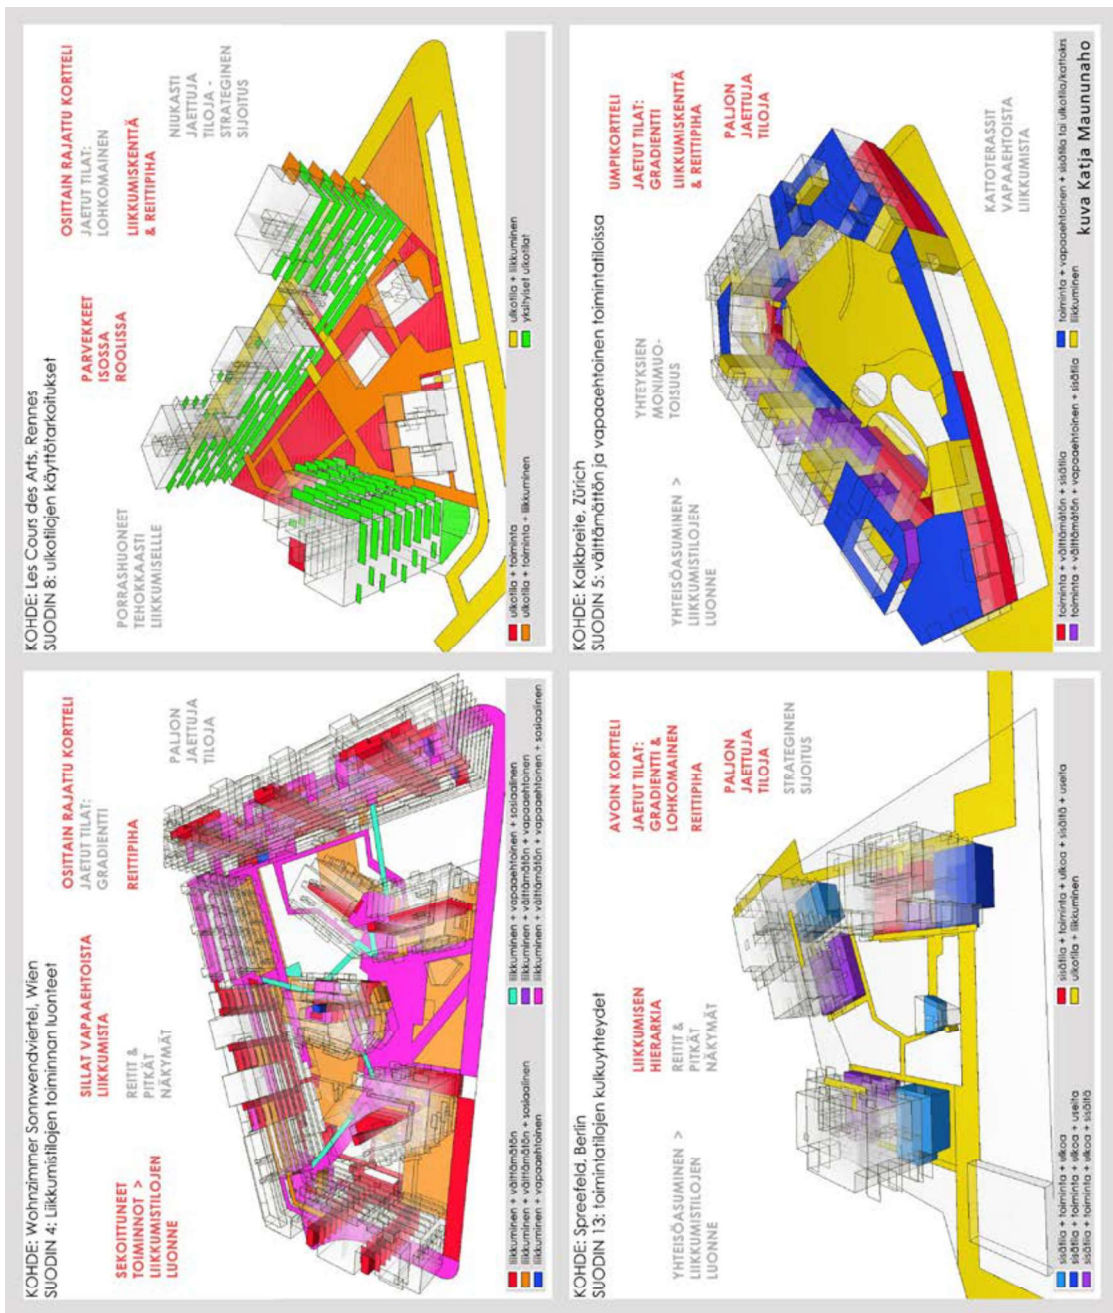 KOHDE: Wohnzimmer Sonnwendviertel, Wien
SUODIN 4: Liikkumistilojen toiminnan luonteet
SEKOITTUNEET
TOIMINNOT >
LIIKKUMISTILOJEN
LUONNE
SILLAT VAPAAEHTOISTA
LIIKKUMISTA
REITIT &
PITKÄT
NÄKYMÄT
OSITTAIN RAJATTU KORTTELI
JAETUT TILAT:
GRADIENTTI
REITTIPIHA
PALJON
JAETTUJA
TILOJA
liikkuminen + välttämätön
liikkuminen + välttämätön + sosiaalinen
liikkuminen + vapaaehtoinen
liikkuminen + vapaaehtoinen + sosiaalinen
liikkuminen + välttämätön + vapaaehtonen
liikkuminen + välttämätön + vapaaehtonen + sosiaalinen
KOHDE: Les Cours des Arts, Rennes
SUODIN 8: ulkotilojen käyttötarkoitukset
PORRASHUONEET
TEHOKKAASTI
LIIKKUMISELLE
PARVEKKEET
ISOSSA
ROOLISSA
OSITTAIN RAJATTU KORTTELI
JAETUT TILAT:
LOHKOMAINEN
LIIKKUMISKENTTÄ
& REITTIPIHA
NIUKASTI
JAETTUJA
TILOJA -
STRATEGINEN
SIJOITUS
ulkotila + toiminta
ulkotila + toiminta + liikkuminen
ulkotila + liikkuminen
yksityiset ulkotilat
KOHDE: Spreefeld, Berlin
SUODIN 13: toimintatilojen kulkuyhteydet
YHTEISÖASUMINEN >
LIIKKUMISTILOJEN
LUONNE
LIIKKUMISEN
HIERARKIA
REITIT &
PITKÄT
NÄKYMÄT
AVOIN KORTTELI
JAETUT TILAT:
GRADIENTTI &
LOHKOMAINEN
REITTIPIHA
PALJON
JAETTUJA
TILOJA
STRATEGINEN
SIJOITUS
sisätila + toiminta + ulkoa
sisätila + toiminta + ulkoa + useita
sisätila + toiminta + ulkoa + sisältä
sisätila + toiminta + ulkoa + sisältä + useita
ulkotila + liikkuminen
KOHDE: Kalkbreite, Zürich
SUODIN 5: välttämättön ja vapaaehtoinen toimintatiloissa
YHTEISÖASUMINEN >
LIIKKUMISTILOJEN
LUONNE
YHTEYKSIEN
MONIMUO-
TOISUUS
UMPIKORTTELI
JAETUT TILAT:
GRADIENTTI
LIIKKUMISKENTTÄ
& REITTIPIHA
PALJON
JAETTUJA
TILOJA
KATTOTERASSIT
VAPAAEHTOISTA
LIIKKUMISTA
toiminta + välttämätön + sisätila
toiminta + välttämätön + vapaaehtoinen + sisätila
toiminta + vapaaehtoinen + sisätila tai ulkotila/kattokrs
liikkuminen
kuva Katja Maununaho